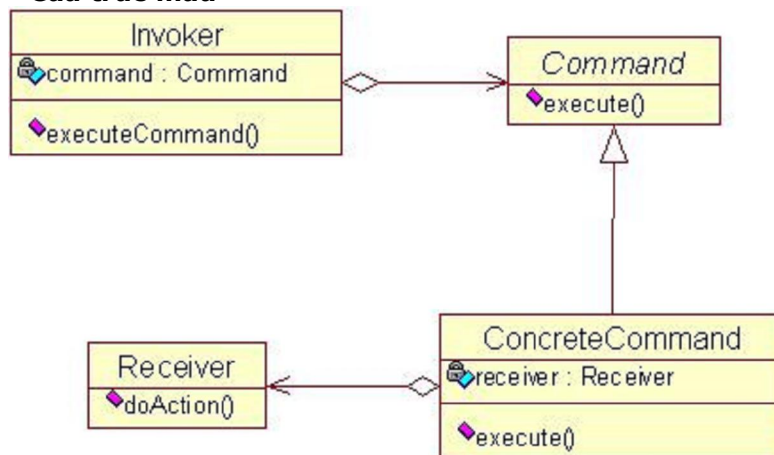 Invoker
command : Command
executeCommand()
Command
execute()
Receiver
doAction()
ConcreteCommand
receiver : Receiver
execute()